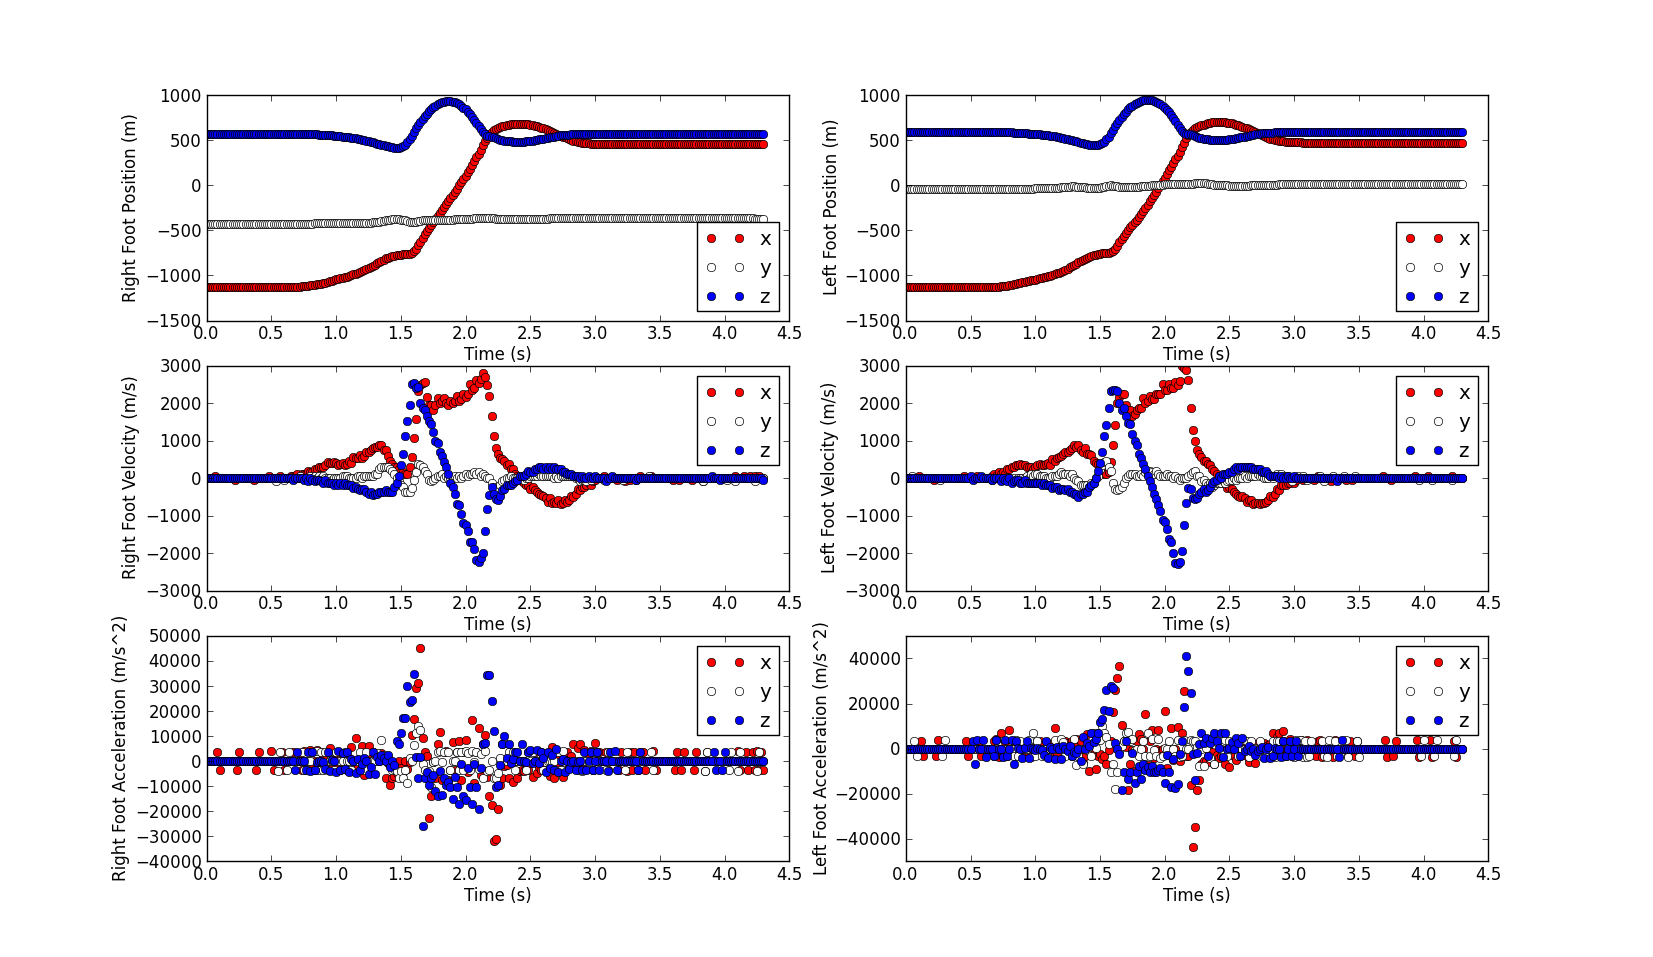 Right Foot Position (m)
1000
500
0
−500
−1000
−1500
x
y
z
0.0 0.5 1.0 1.5 2.0 2.5 3.0 3.5 4.0 4.5
Time (s)
Left Foot Position (m)
1000
500
0
−500
−1000
−1500
x
y
z
0.0 0.5 1.0 1.5 2.0 2.5 3.0 3.5 4.0 4.5
Time (s)
Right Foot Velocity (m/s)
3000
2000
1000
0
−1000
−2000
−3000
x
y
z
0.0 0.5 1.0 1.5 2.0 2.5 3.0 3.5 4.0 4.5
Time (s)
Left Foot Velocity (m/s)
3000
2000
1000
0
−1000
−2000
−3000
x
y
z
0.0 0.5 1.0 1.5 2.0 2.5 3.0 3.5 4.0 4.5
Time (s)
Right Foot Acceleration (m/s^2)
50000
40000
30000
20000
10000
0
−10000
−20000
−30000
−40000
x
y
z
0.0 0.5 1.0 1.5 2.0 2.5 3.0 3.5 4.0 4.5
Time (s)
Left Foot Acceleration (m/s^2)
40000
20000
0
−20000
−40000
x
y
z
0.0 0.5 1.0 1.5 2.0 2.5 3.0 3.5 4.0 4.5
Time (s)